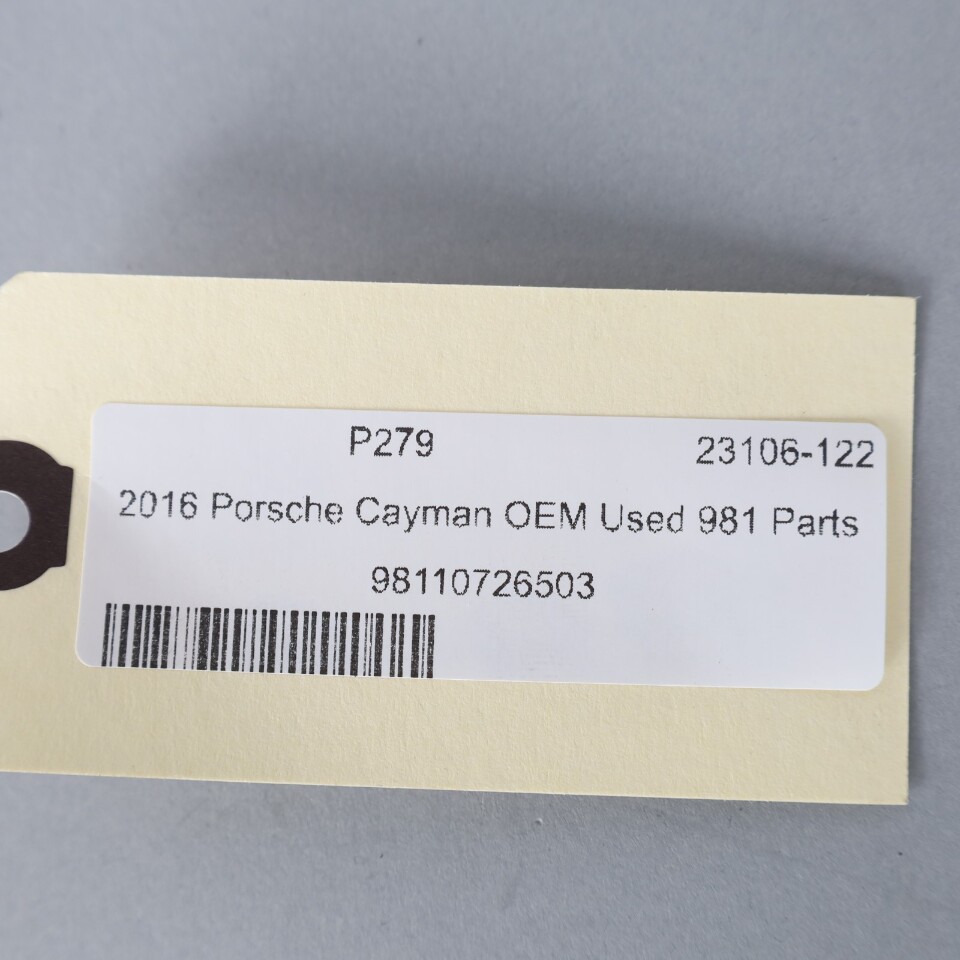 P279 23106-122
2016 Porsche Cayman OEM Used 981 Parts
98110726503